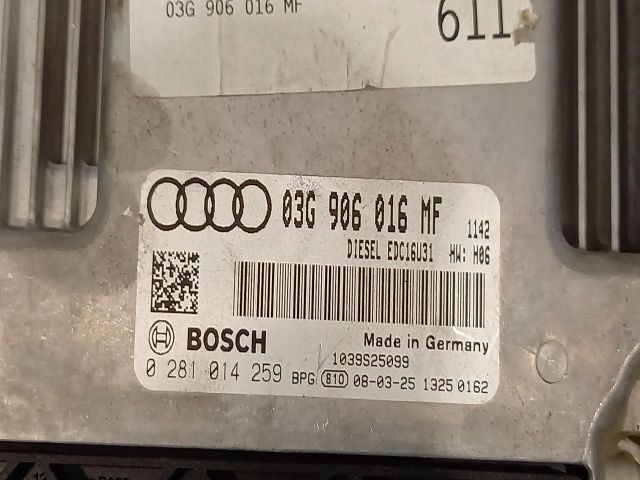 03G 906 016 MF
611
03G 906 016 MF 1142
DIESEL EDC16U31 HW: H06
BOSCH Made in Germany
1039S25099
0 281 014 259 BPG 810 08-03-25 1325 0162